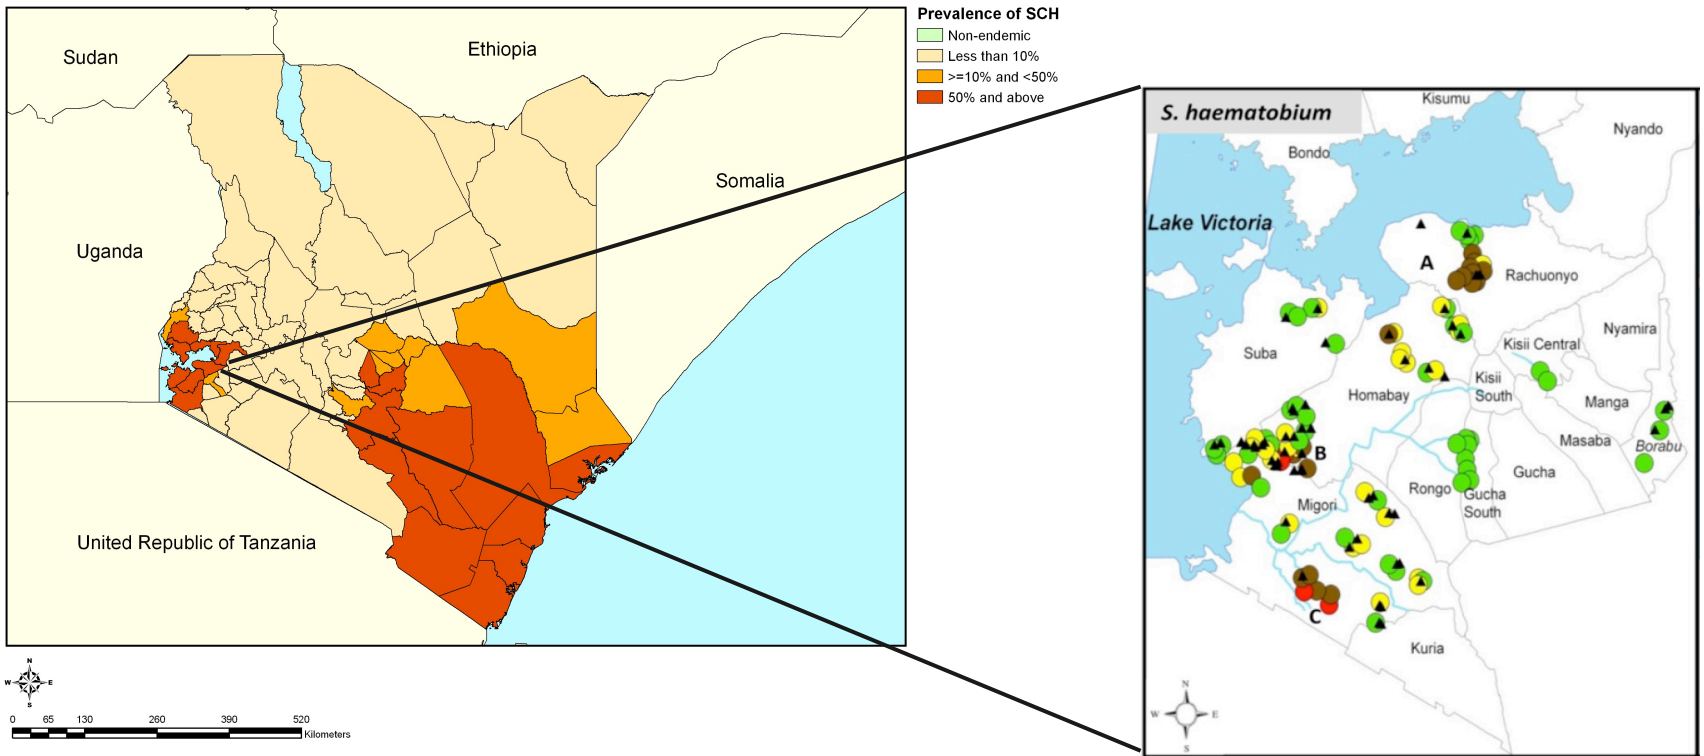 Sudan
Ethiopia
Somalia
Uganda
United Republic of Tanzania
Prevalence of SCH
Non-endemic
Less than 10%
>=10% and <50%
50% and above
N
W E
S
0 65 130 260 390 520
Kilometers
S. haematobium
Kisumu
Nyando
Bondo
Lake Victoria
A
Rachuonyo
Nyamira
Kisii Central
Suba
Kisii
South
Homabay
Manga
Masaba
Borabu
B
Gucha
Rongo
Gucha
South
Migori
C
Kuria
N
W E
S